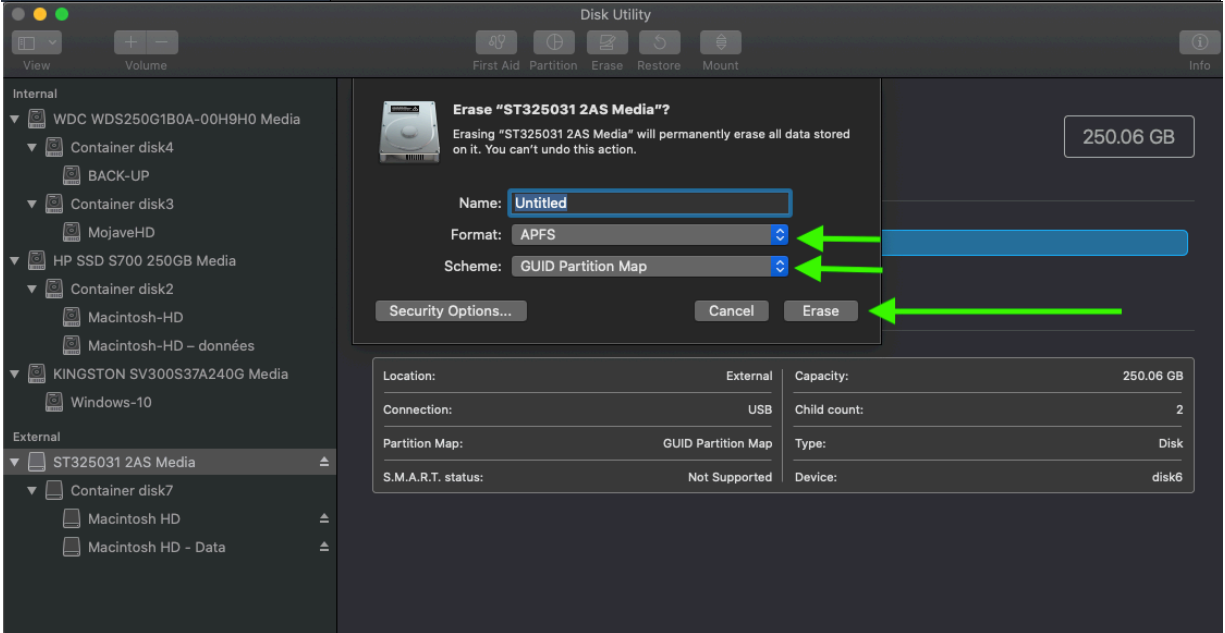 Disk Utility
View
Volume
First Aid
Partition
Erase
Restore
Mount
Info
Internal
WDC WDS250G1B0A-00H9H0 Media
Container disk4
BACK-UP
Container disk3
MojaveHD
HP SSD S700 250GB Media
Container disk2
Macintosh-HD
Macintosh-HD – données
KINGSTON SV300S37A240G Media
Windows-10
External
ST325031 2AS Media
Container disk7
Macintosh HD
Macintosh HD - Data
Erase “ST325031 2AS Media”?
Erasing “ST325031 2AS Media” will permanently erase all data stored
on it. You can’t undo this action.
Name: Untitled
Format: APFS
Scheme: GUID Partition Map
Security Options...
Cancel
Erase
250.06 GB
Location: External
Capacity: 250.06 GB
Connection: USB
Child count: 2
Partition Map: GUID Partition Map
Type: Disk
S.M.A.R.T. status: Not Supported
Device: disk6